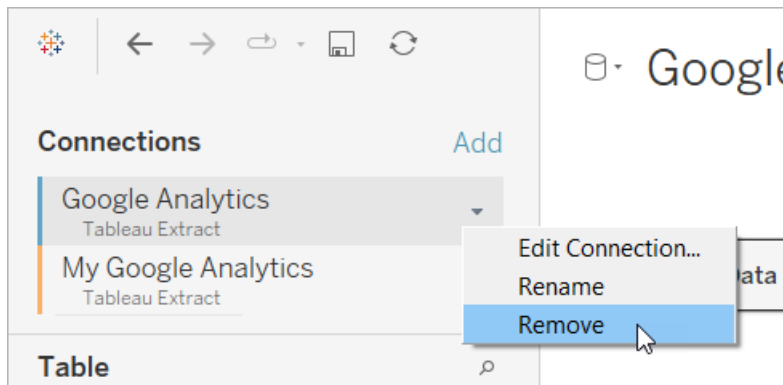 Google
Connections Add
Google Analytics
Tableau Extract
Edit Connection...
My Google Analytics
Rename
Tableau Extract
Remove
Table